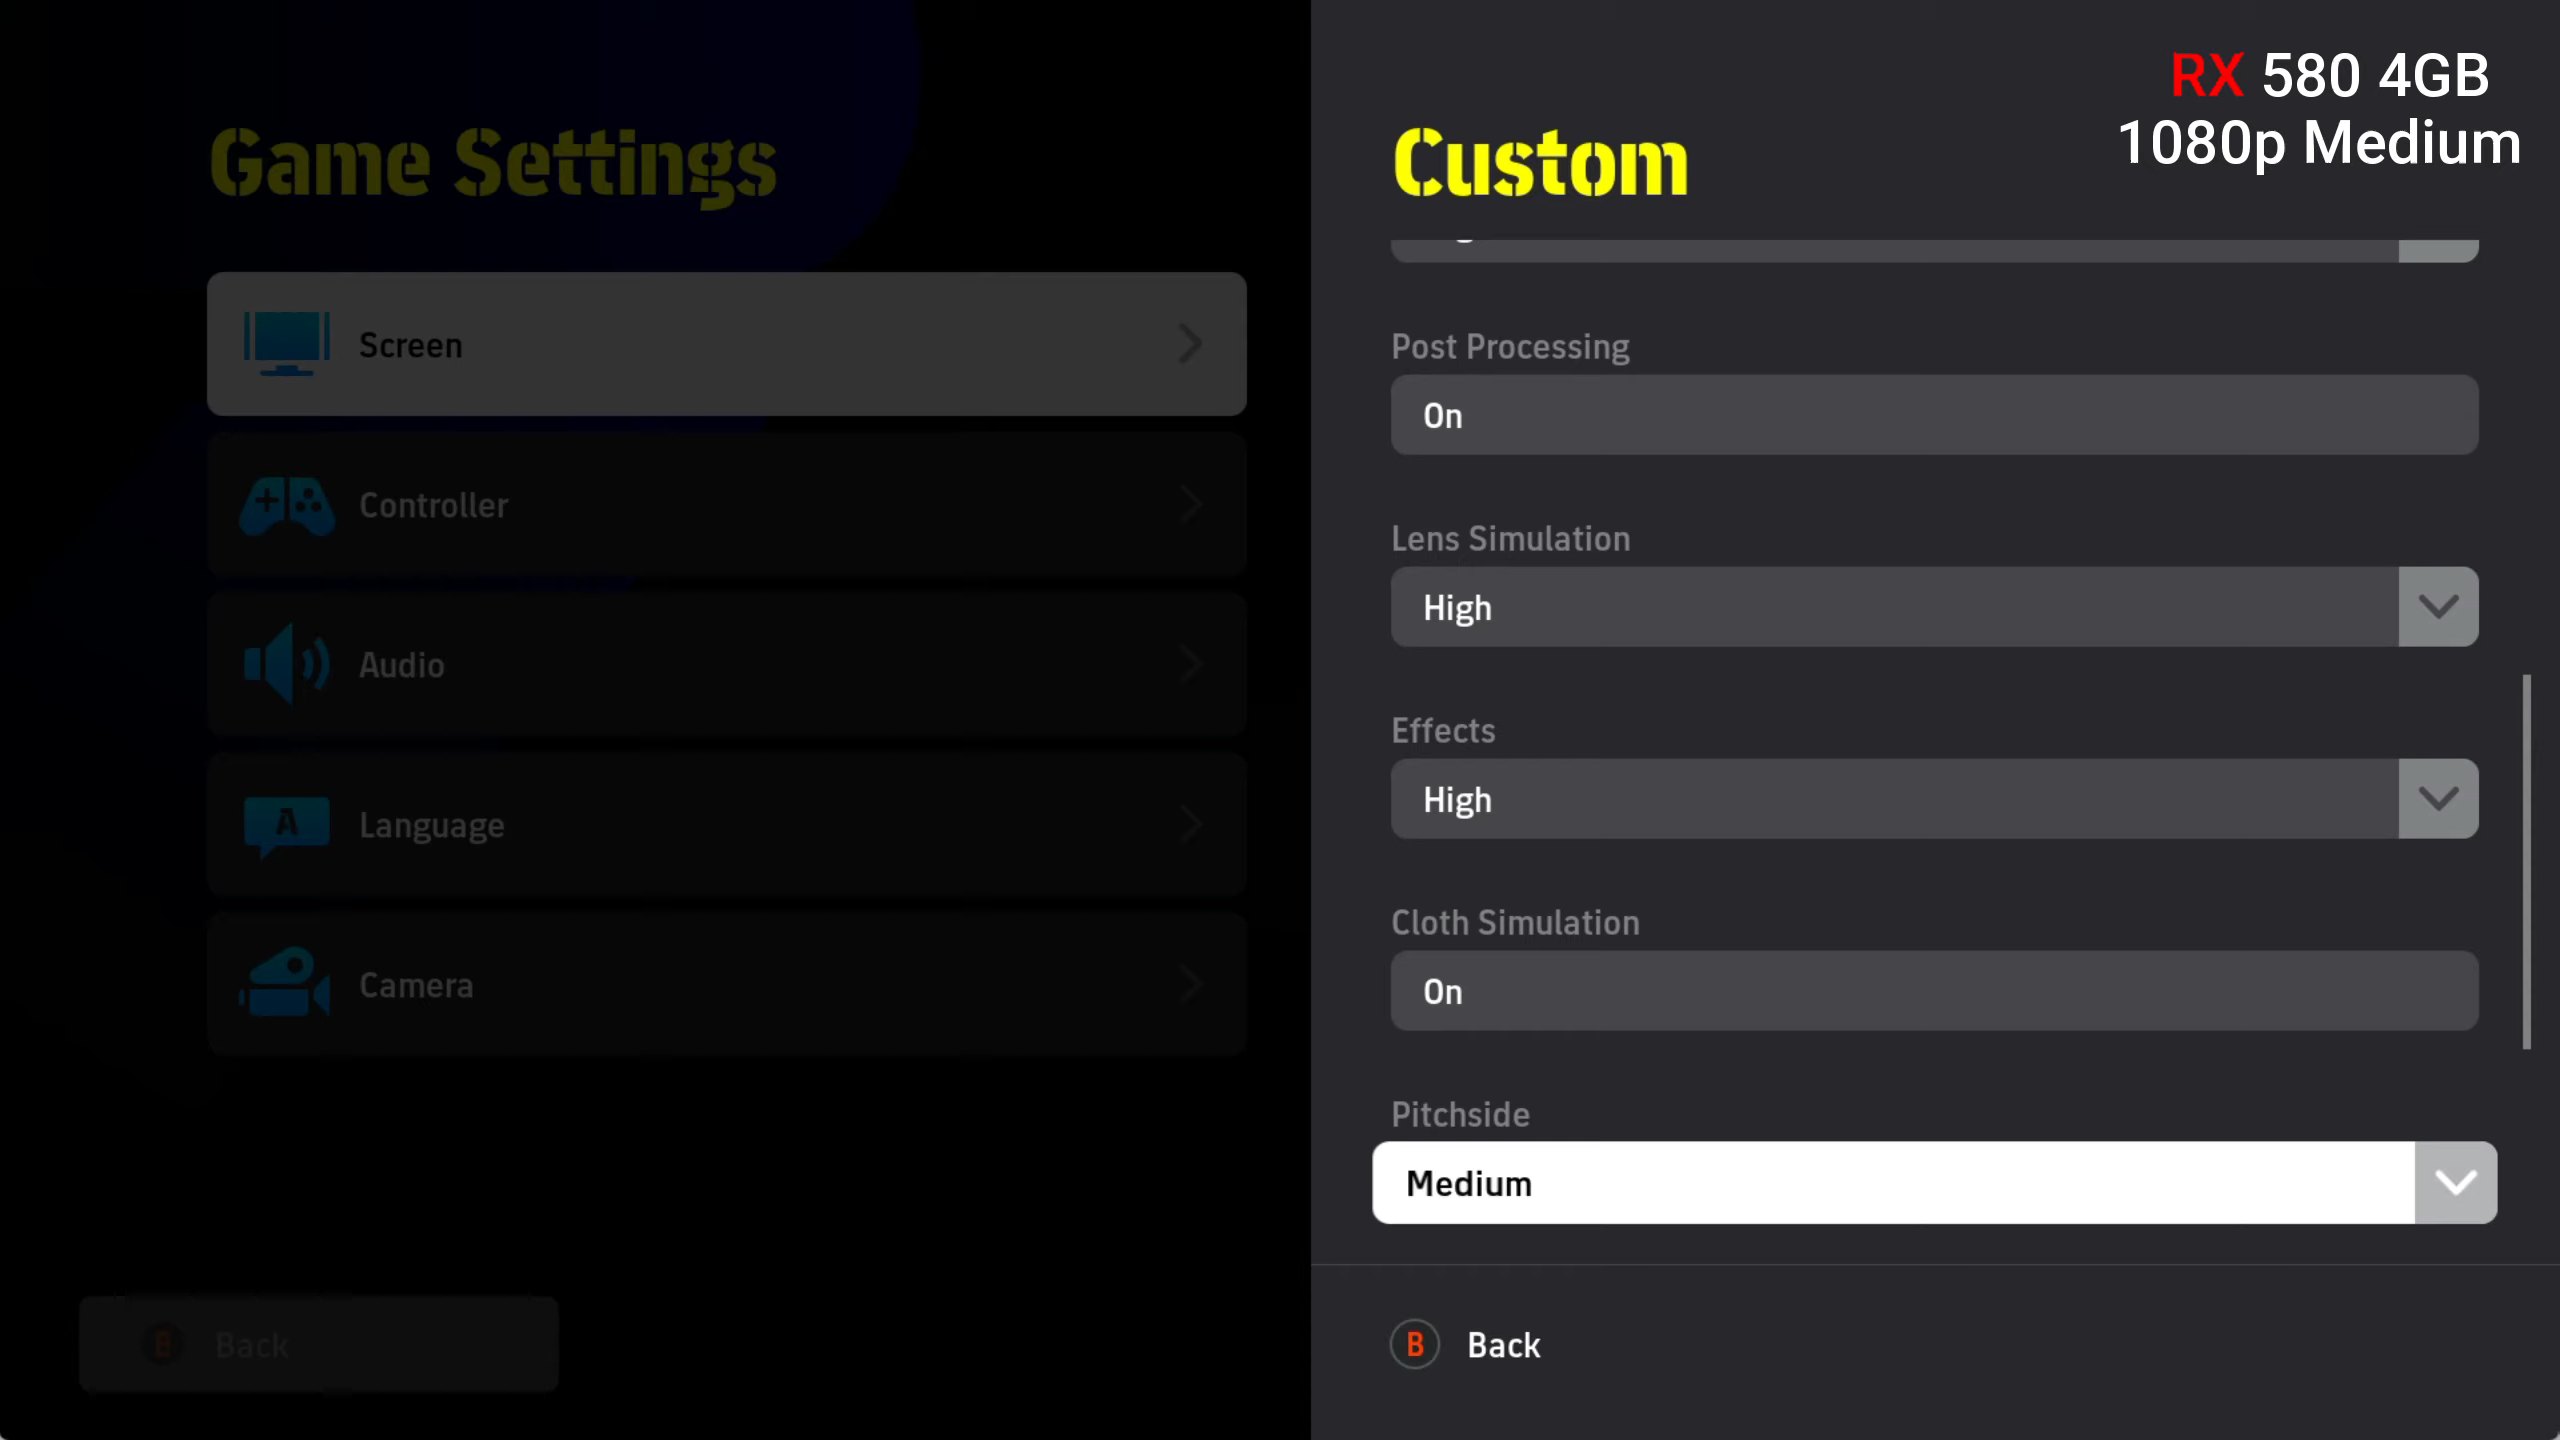 RX 580 4GB
1080p Medium
Game Settings
Screen
Controller
Audio
A
Language
Camera
B Back
Custom
Post Processing
On
Lens Simulation
High
Effects
High
Cloth Simulation
On
Pitchside
Medium
B Back